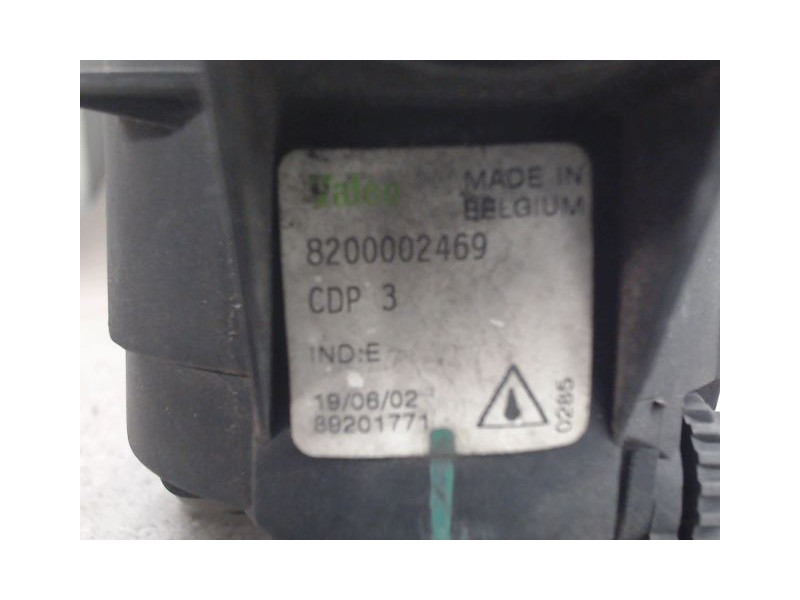 Valeo
MADE IN
BELGIUM
8200002469
CDP 3
IND:E
19/06/02
89201771
0285